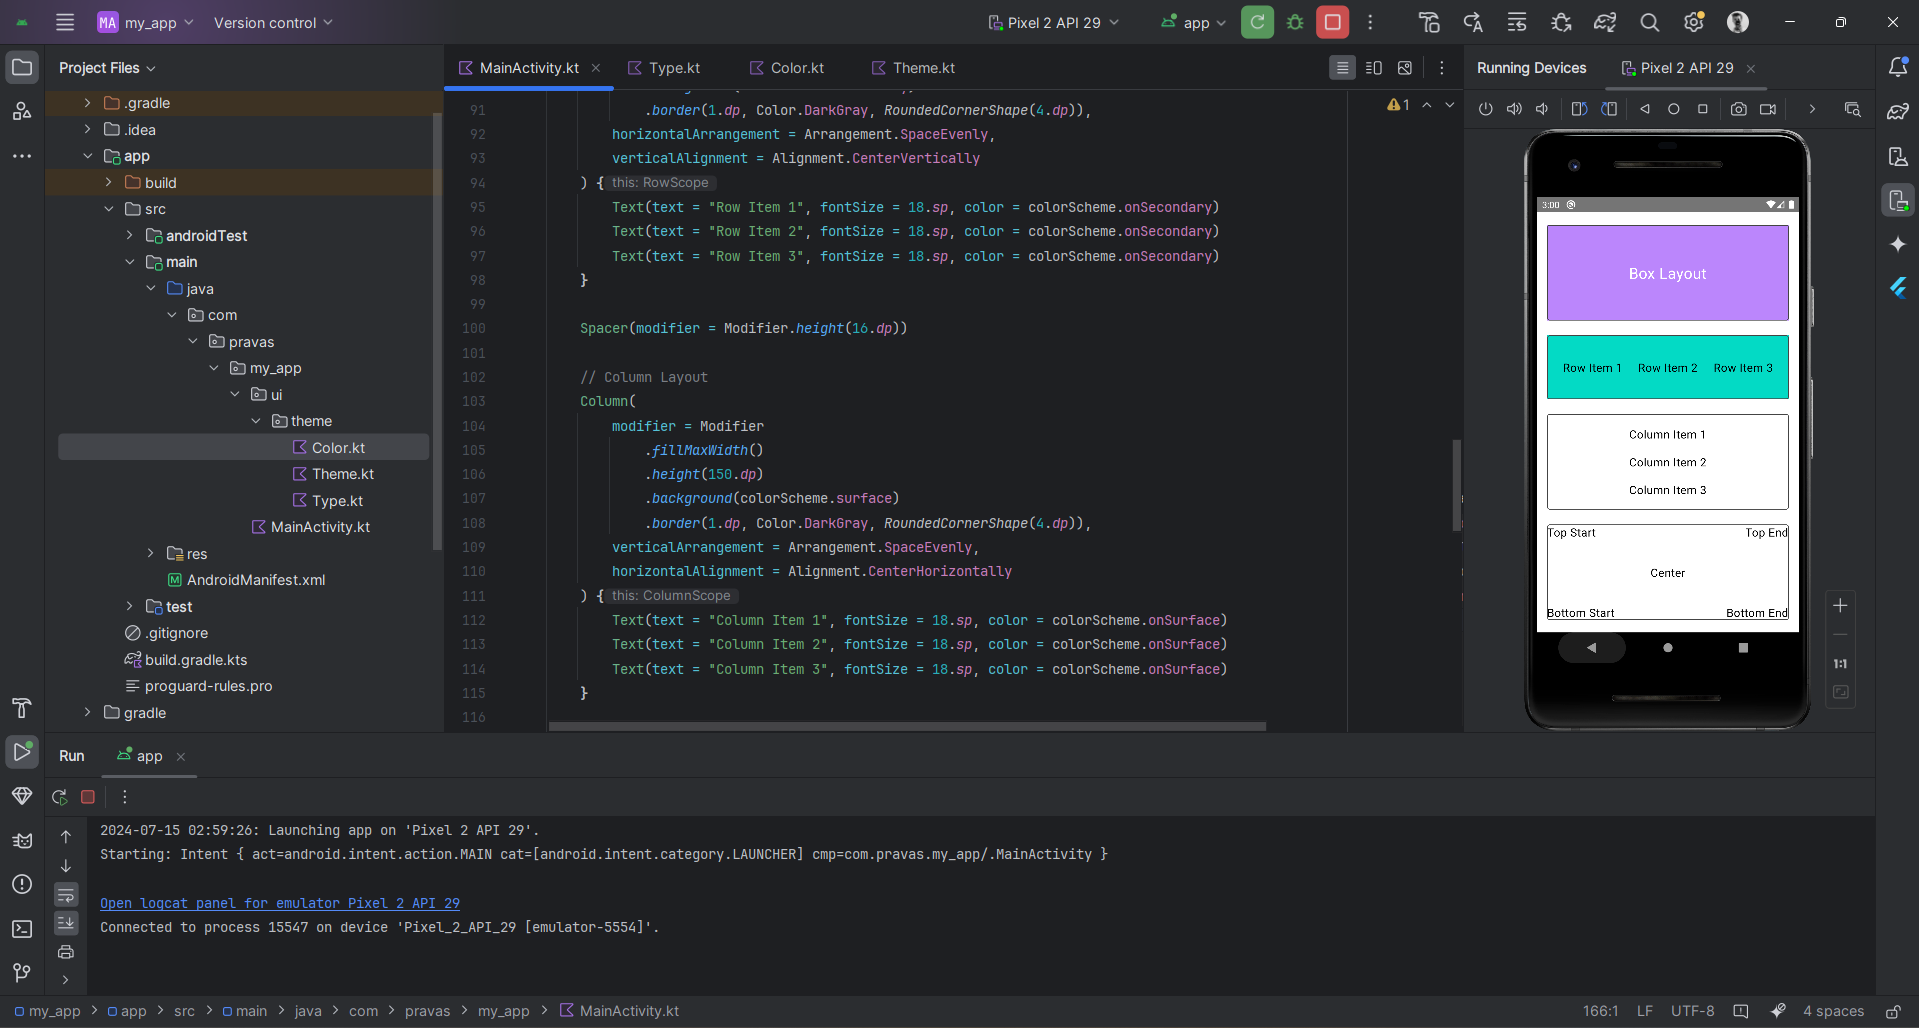 MA my_app Version control Pixel 2 API 29 app
Project Files
MainActivity.kt Type.kt Color.kt Theme.kt
Running Devices Pixel 2 API 29
.gradle
.idea
app
build
src
androidTest
main
java
com
pravas
my_app
ui
theme
Color.kt
Theme.kt
Type.kt
MainActivity.kt
res
AndroidManifest.xml
test
.gitignore
build.gradle.kts
proguard-rules.pro
gradle
1
91 .border(1.dp, Color.DarkGray, RoundedCornerShape(4.dp)),
92 horizontalArrangement = Arrangement.SpaceEvenly,
93 verticalAlignment = Alignment.CenterVertically
94 ) { this: RowScope
95 Text(text = "Row Item 1", fontSize = 18.sp, color = colorScheme.onSecondary)
96 Text(text = "Row Item 2", fontSize = 18.sp, color = colorScheme.onSecondary)
97 Text(text = "Row Item 3", fontSize = 18.sp, color = colorScheme.onSecondary)
98 }
99
100 Spacer(modifier = Modifier.height(16.dp))
101
102 // Column Layout
103 Column(
104 modifier = Modifier
105 .fillMaxWidth()
106 .height(150.dp)
107 .background(colorScheme.surface)
108 .border(1.dp, Color.DarkGray, RoundedCornerShape(4.dp)),
109 verticalArrangement = Arrangement.SpaceEvenly,
110 horizontalAlignment = Alignment.CenterHorizontally
111 ) { this: ColumnScope
112 Text(text = "Column Item 1", fontSize = 18.sp, color = colorScheme.onSurface)
113 Text(text = "Column Item 2", fontSize = 18.sp, color = colorScheme.onSurface)
114 Text(text = "Column Item 3", fontSize = 18.sp, color = colorScheme.onSurface)
115 }
116
3:00
Box Layout
Row Item 1 Row Item 2 Row Item 3
Column Item 1
Column Item 2
Column Item 3
Top Start Top End
Center
Bottom Start Bottom End
1:1
Run app
2024-07-15 02:59:26: Launching app on 'Pixel 2 API 29'.
Starting: Intent { act=android.intent.action.MAIN cat=[android.intent.category.LAUNCHER] cmp=com.pravas.my_app/.MainActivity }
Open logcat panel for emulator Pixel 2 API 29
Connected to process 15547 on device 'Pixel_2_API_29 [emulator-5554]'.
my_app > app > src > main > java > com > pravas > my_app > MainActivity.kt
166:1 LF UTF-8 4 spaces